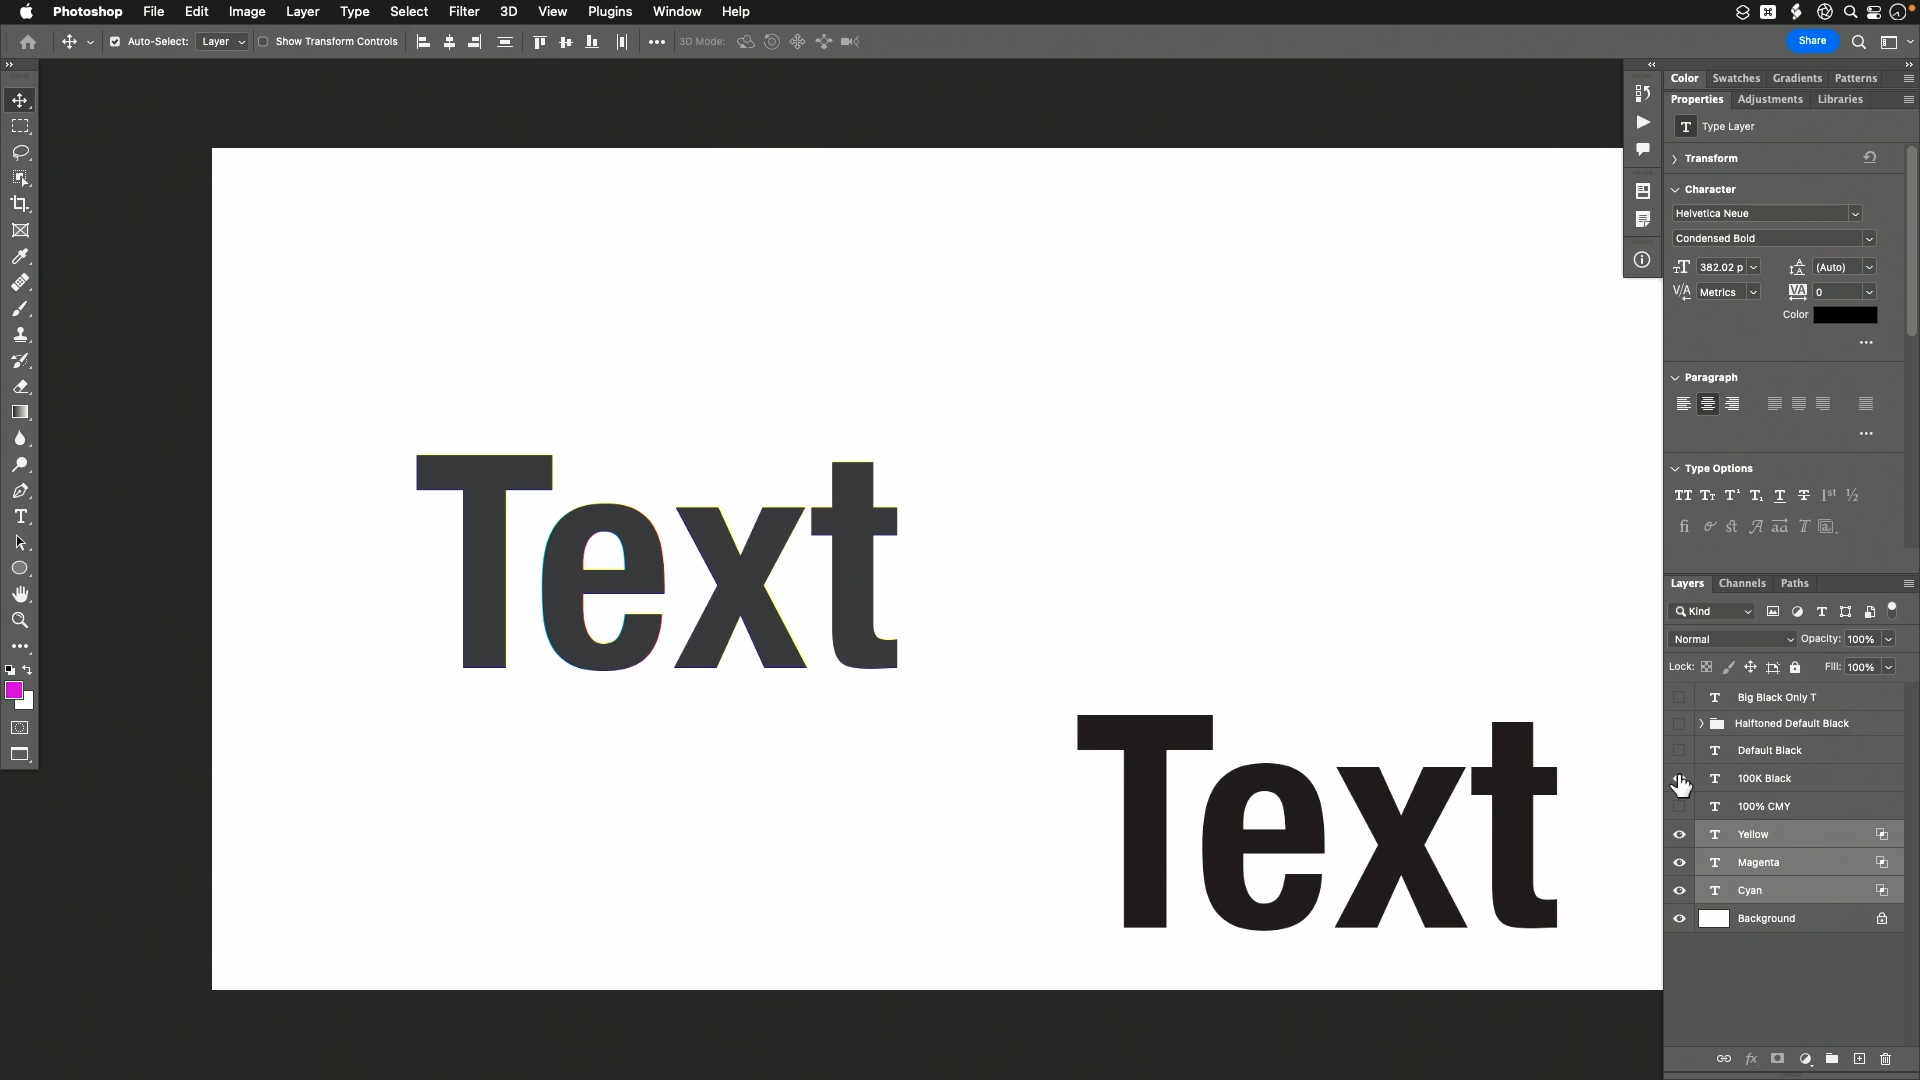 Photoshop File Edit Image Layer Type Select Filter 3D View Plugins Window Help
Auto-Select: Layer Show Transform Controls 3D Mode: Share
Color Swatches Gradients Patterns
Properties Adjustments Libraries
T Type Layer
Transform
Character
Helvetica Neue
Condensed Bold
382.02 p (Auto)
Metrics 0
Color
Paragraph
Type Options
Layers Channels Paths
Kind
Normal Opacity: 100%
Lock: Fill: 100%
T Big Black Only T
Halftoned Default Black
T Default Black
T 100K Black
T 100% CMY
T Yellow
T Magenta
T Cyan
Background
Text
Text